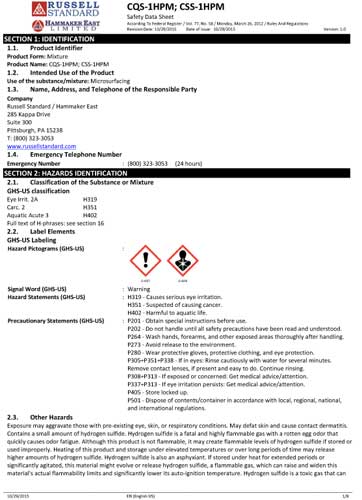 RUSSELL
STANDARD
HAMMAKER EAST
LIMITED
CQS-1HPM; CSS-1HPM
Safety Data Sheet
According To Federal Register / Vol. 77, No. 58 / Monday, March 26, 2012 / Rules And Regulations
Revision Date: 10/29/2015 Date of issue: 10/29/2015 Version: 1.0
SECTION 1: IDENTIFICATION
1.1. Product Identifier
Product Form: Mixture
Product Name: CQS-1HPM; CSS-1HPM
1.2. Intended Use of the Product
Use of the substance/mixture: Microsurfacing
1.3. Name, Address, and Telephone of the Responsible Party
Company
Russell Standard / Hammaker East
285 Kappa Drive
Suite 300
Pittsburgh, PA 15238
T: (800) 323-3053
www.russellstandard.com
1.4. Emergency Telephone Number
Emergency Number : (800) 323-3053 (24 hours)
SECTION 2: HAZARDS IDENTIFICATION
2.1. Classification of the Substance or Mixture
GHS-US classification
Eye Irrit. 2A H319
Carc. 2 H351
Aquatic Acute 3 H402
Full text of H-phrases: see section 16
2.2. Label Elements
GHS-US Labeling
Hazard Pictograms (GHS-US) :
Signal Word (GHS-US) : Warning
Hazard Statements (GHS-US) : H319 - Causes serious eye irritation.
H351 - Suspected of causing cancer.
H402 - Harmful to aquatic life.
Precautionary Statements (GHS-US) : P201 - Obtain special instructions before use.
P202 - Do not handle until all safety precautions have been read and understood.
P264 - Wash hands, forearms, and other exposed areas thoroughly after handling.
P273 - Avoid release to the environment.
P280 - Wear protective gloves, protective clothing, and eye protection.
P305+P351+P338 - If in eyes: Rinse cautiously with water for several minutes.
Remove contact lenses, if present and easy to do. Continue rinsing.
P308+P313 - If exposed or concerned: Get medical advice/attention.
P337+P313 - If eye irritation persists: Get medical advice/attention.
P405 - Store locked up.
P501 - Dispose of contents/container in accordance with local, regional, national,
and international regulations.
2.3. Other Hazards
Exposure may aggravate those with pre-existing eye, skin, or respiratory conditions. May defat skin and cause contact dermatitis.
Contains a small amount of hydrogen sulfide. Hydrogen sulfide is a fatal and highly flammable gas with a rotten egg odor that
quickly causes odor fatigue. Although this product is not flammable, it may create flammable levels of hydrogen sulfide if stored or
used improperly. Heating of this product and storage under elevated temperatures or over long periods of time may release
higher amounts of hydrogen sulfide. Hydrogen sulfide is also an asphyxiant. If stored under heat for extended periods or
significantly agitated, this material might evolve or release hydrogen sulfide, a flammable gas, which can raise and widen this
material's actual flammability limits and significantly lower its auto-ignition temperature. Hydrogen sulfide is a toxic gas that can
10/29/2015 EN (English US) 1/8